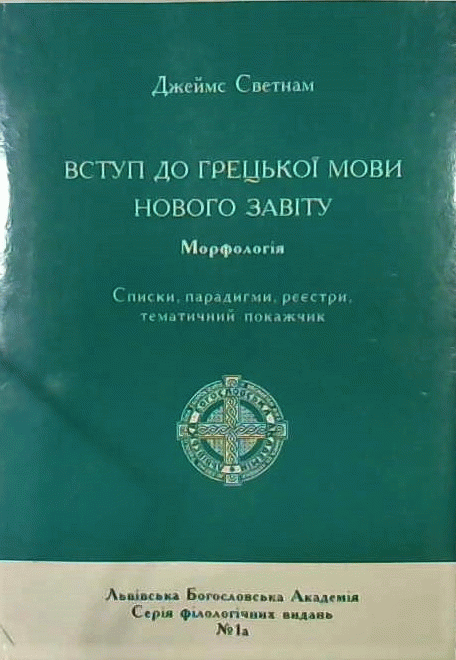 Джеймс Светнам
ВСТУП ДО ГРЕЦЬКОЇ МОВИ
НОВОГО ЗАВІТУ
Морфологія
Списки, парадигми, реєстри,
тематичний покажчик
БОГОСЛОВСЬКА
Львівська Богословська Академія
Серія філологічних видань
№1а